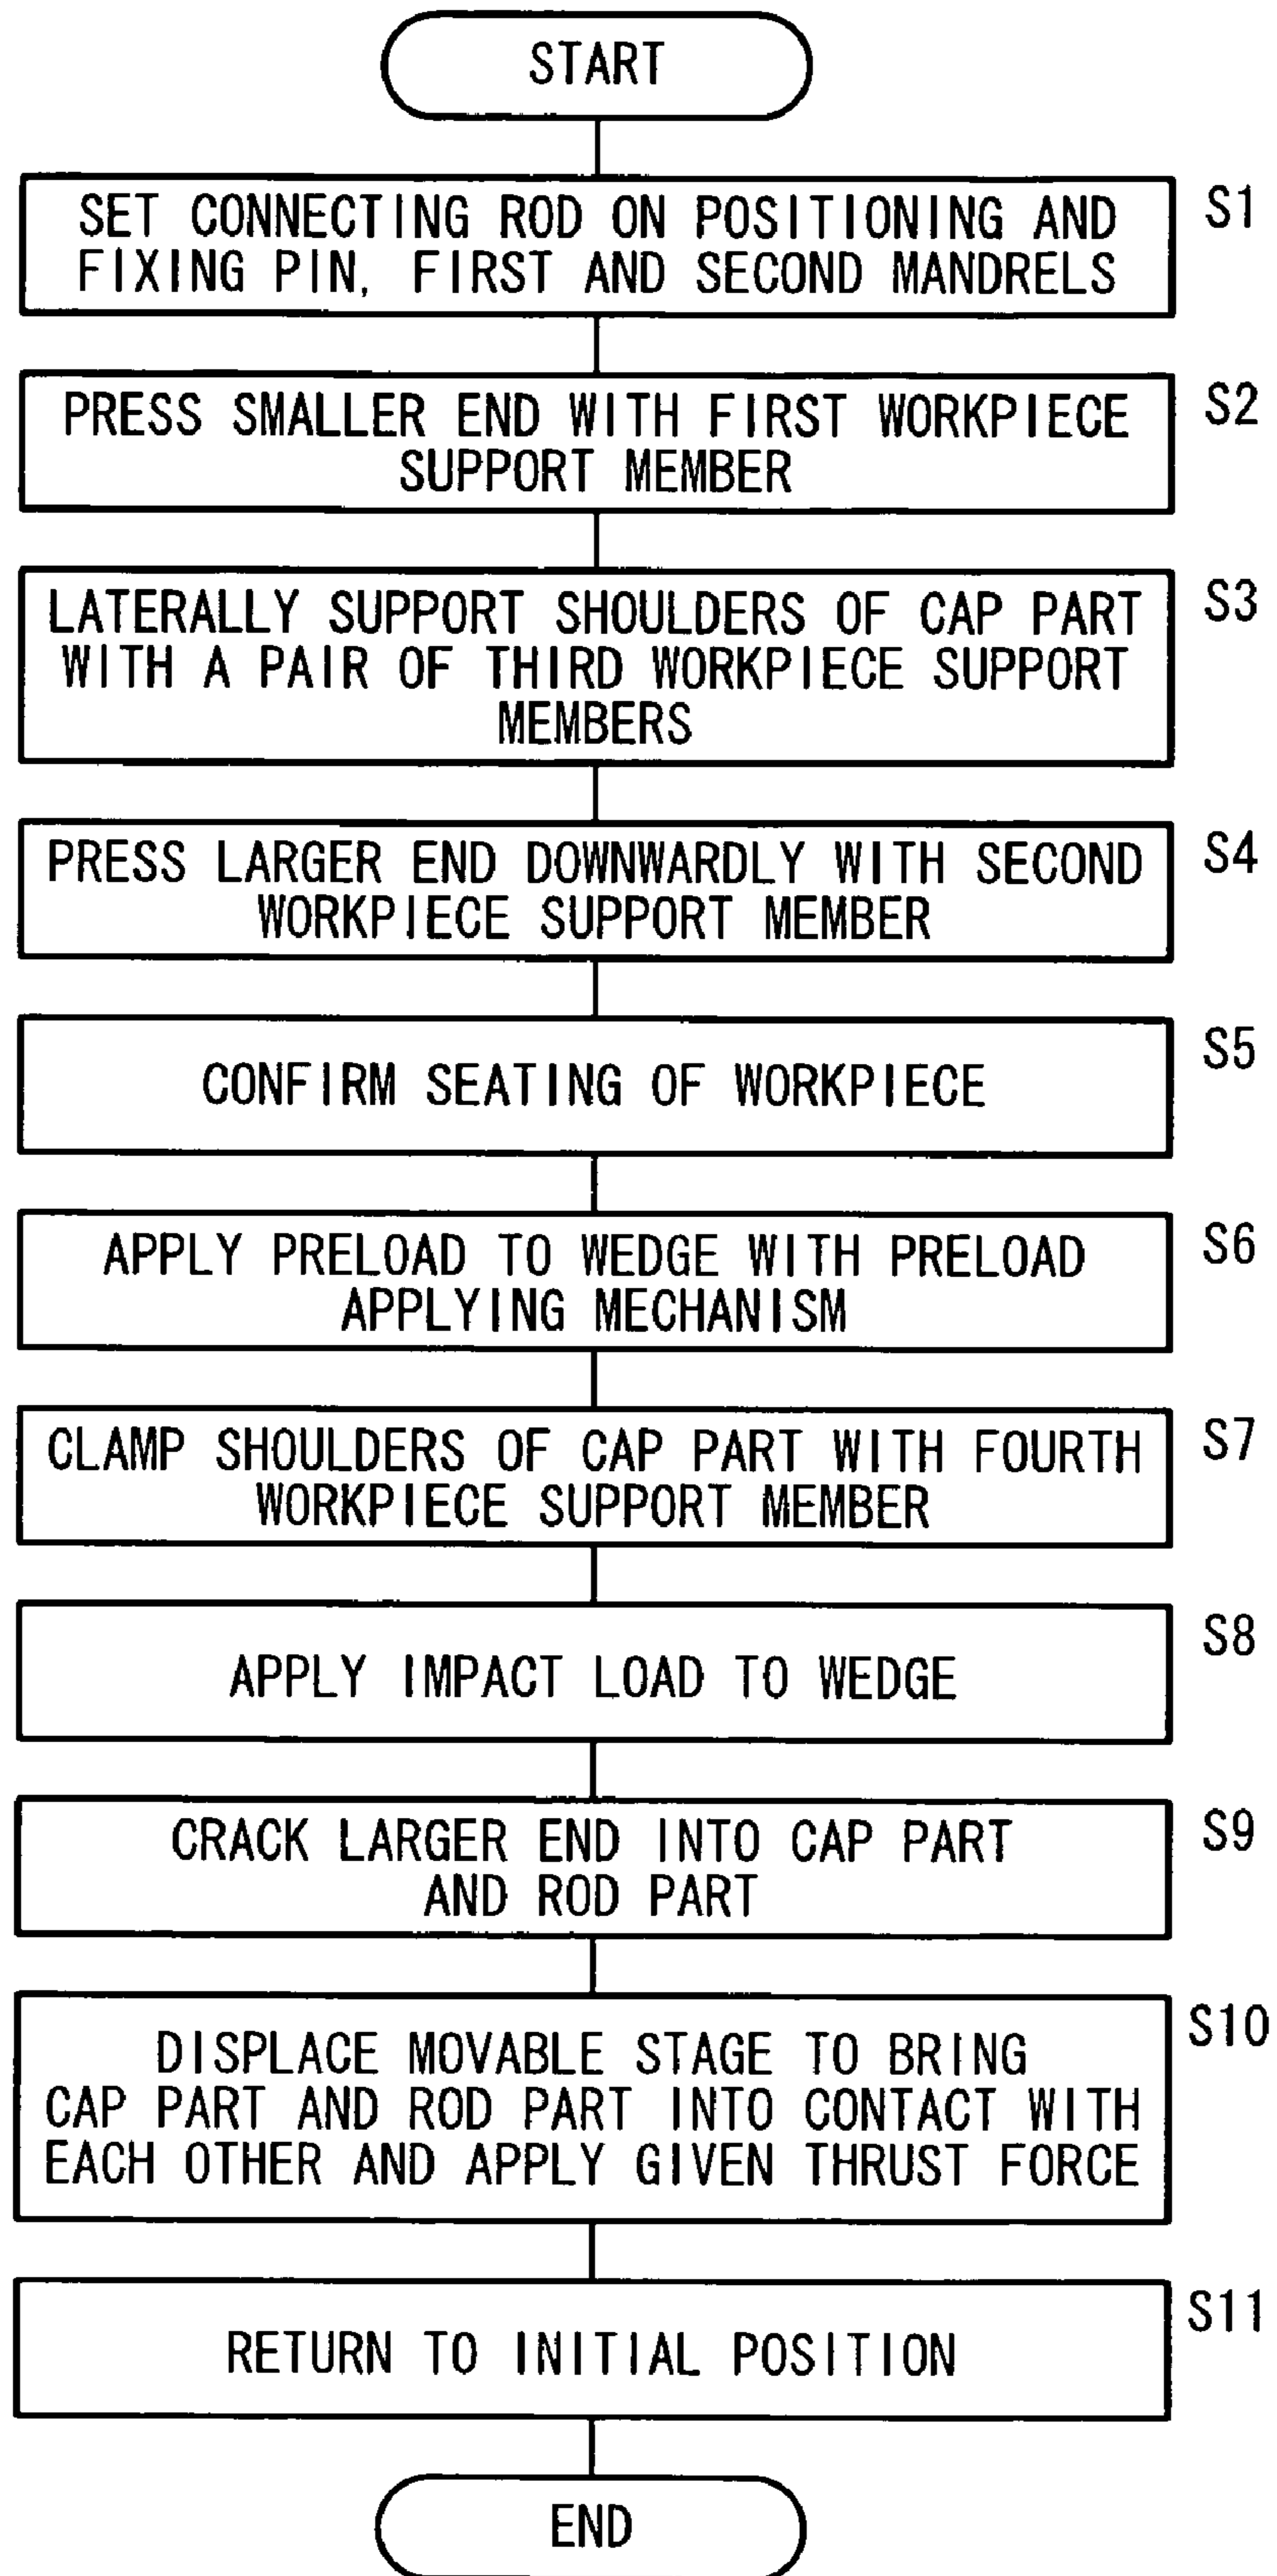 START
SET CONNECTING ROD ON POSITIONING AND
FIXING PIN, FIRST AND SECOND MANDRELS
S1
PRESS SMALLER END WITH FIRST WORKPIECE
SUPPORT MEMBER
S2
LATERALLY SUPPORT SHOULDERS OF CAP PART
WITH A PAIR OF THIRD WORKPIECE SUPPORT
MEMBERS
S3
PRESS LARGER END DOWNWARDLY WITH SECOND
WORKPIECE SUPPORT MEMBER
S4
CONFIRM SEATING OF WORKPIECE
S5
APPLY PRELOAD TO WEDGE WITH PRELOAD
APPLYING MECHANISM
S6
CLAMP SHOULDERS OF CAP PART WITH FOURTH
WORKPIECE SUPPORT MEMBER
S7
APPLY IMPACT LOAD TO WEDGE
S8
CRACK LARGER END INTO CAP PART
AND ROD PART
S9
DISPLACE MOVABLE STAGE TO BRING
CAP PART AND ROD PART INTO CONTACT WITH
EACH OTHER AND APPLY GIVEN THRUST FORCE
S10
RETURN TO INITIAL POSITION
S11
END